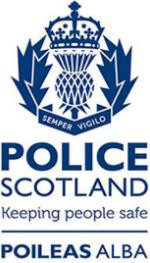 SEMPER VIGILO
POLICE
SCOTLAND
Keeping people safe
POILEAS ALBA